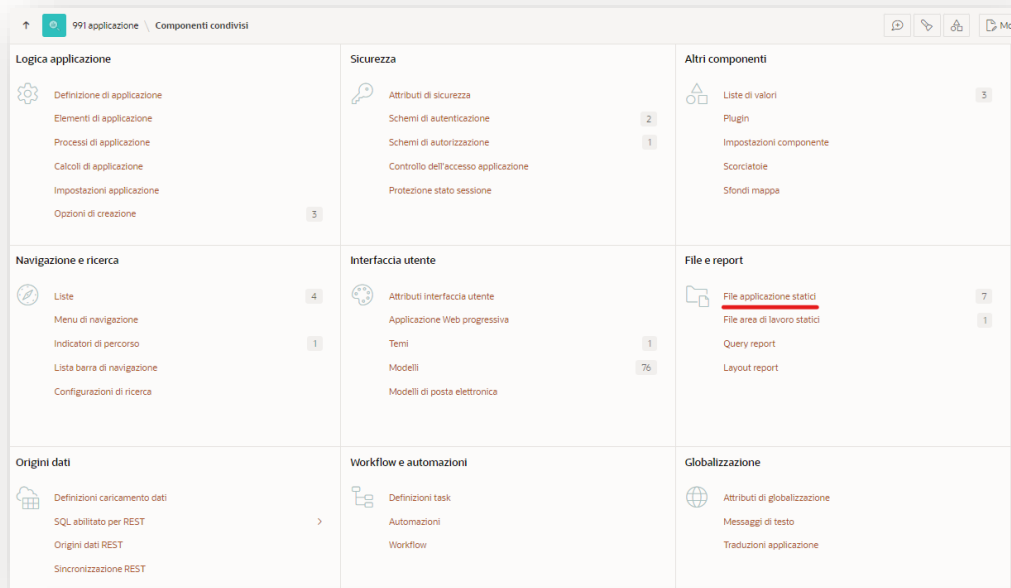 991 applicazione \ Componenti condivisi
Logica applicazione
Definizione di applicazione
Elementi di applicazione
Processi di applicazione
Calcoli di applicazione
Impostazioni applicazione
Opzioni di creazione 3
Sicurezza
Attributi di sicurezza
Schemi di autenticazione 2
Schemi di autorizzazione 1
Controllo dell'accesso applicazione
Protezione stato sessione
Altri componenti
Liste di valori 3
Plugin
Impostazioni componente
Scorciatoie
Sfondi mappa
Navigazione e ricerca
Liste 4
Menu di navigazione
Indicatori di percorso 1
Lista barra di navigazione
Configurazioni di ricerca
Interfaccia utente
Attributi interfaccia utente
Applicazione Web progressiva
Temi 1
Modelli 76
Modelli di posta elettronica
File e report
File applicazione statici 7
File area di lavoro statici 1
Query report
Layout report
Origini dati
Definizioni caricamento dati
SQL abilitato per REST
Origini dati REST
Sincronizzazione REST
Workflow e automazioni
Definizioni task
Automazioni
Workflow
Globalizzazione
Attributi di globalizzazione
Messaggi di testo
Traduzioni applicazione